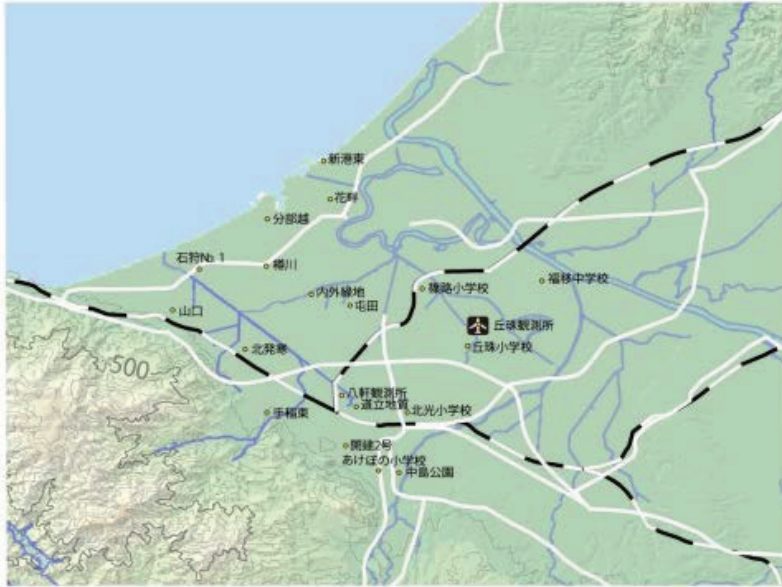 新港東
花畔
分部越
石狩№1
樽川
内外緑地
篠路小学校
福移中学校
山口
屯田
丘珠観測所
北発寒
丘珠小学校
500
八軒観測所
道立地質
手稲東
北光小学校
開建2号
あけぼの小学校
中島公園